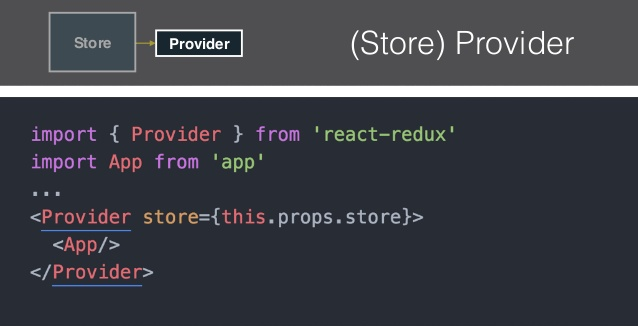 Store
Provider
(Store) Provider
import { Provider } from 'react-redux'
import App from 'app'
...
<Provider store={this.props.store}>
  <App/>
</Provider>